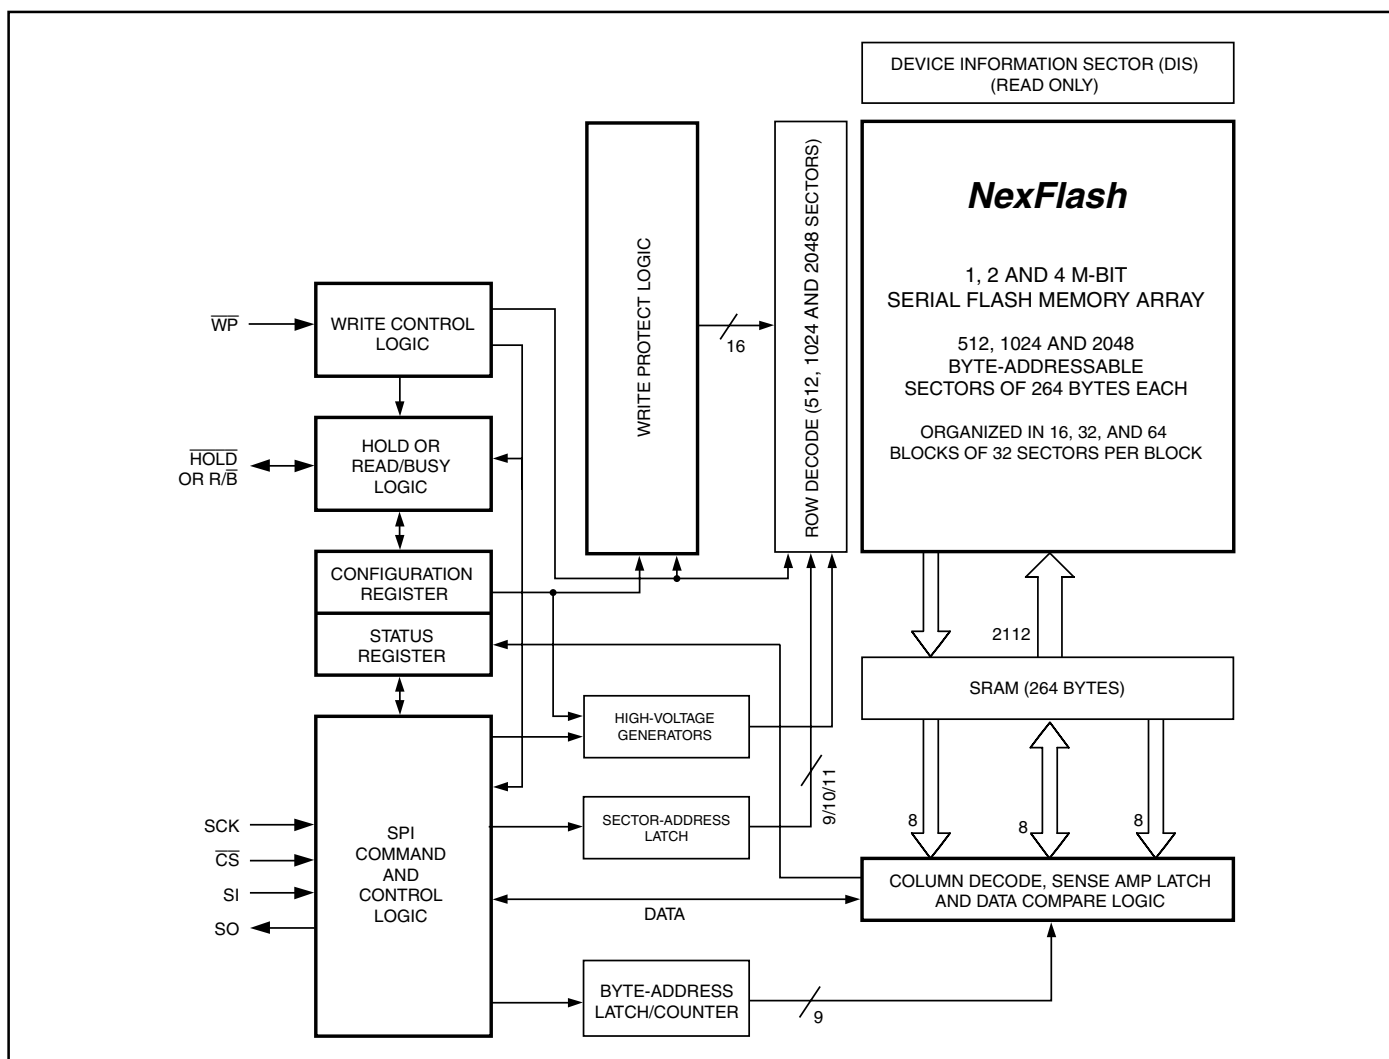 DEVICE INFORMATION SECTOR (DIS)
(READ ONLY)
NexFlash
1, 2 AND 4 M-BIT
SERIAL FLASH MEMORY ARRAY
512, 1024 AND 2048
BYTE-ADDRESSABLE
SECTORS OF 264 BYTES EACH
ORGANIZED IN 16, 32, AND 64
BLOCKS OF 32 SECTORS PER BLOCK
ROW DECODE (512, 1024 AND 2048 SECTORS)
WRITE PROTECT LOGIC
16
WP
WRITE CONTROL
LOGIC
HOLD
OR R/B
HOLD OR
READ/BUSY
LOGIC
CONFIGURATION
REGISTER
STATUS
REGISTER
2112
SRAM (264 BYTES)
HIGH-VOLTAGE
GENERATORS
9/10/11
SECTOR-ADDRESS
LATCH
8
8
8
SCK
CS
SI
SO
SPI
COMMAND
AND
CONTROL
LOGIC
DATA
COLUMN DECODE, SENSE AMP LATCH
AND DATA COMPARE LOGIC
BYTE-ADDRESS
LATCH/COUNTER
9